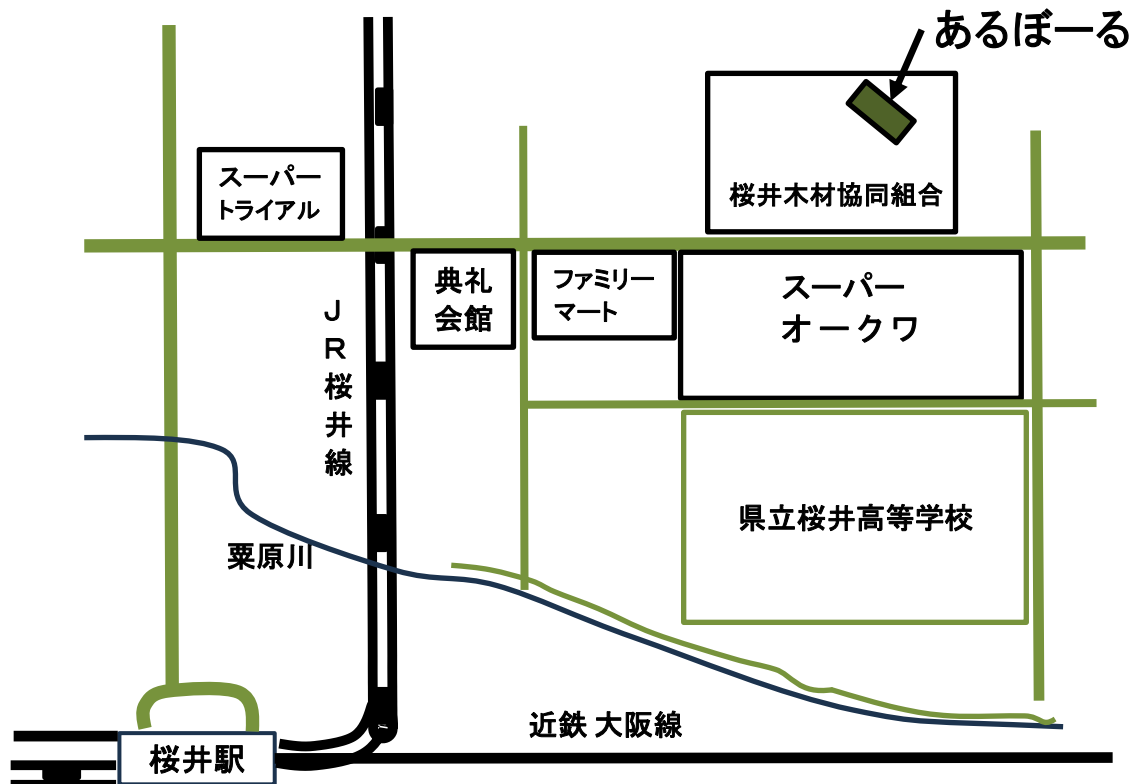 あるぼーる
桜井木材協同組合
スーパー
トライアル
典礼
会館
ファミリー
マート
スーパー
オークワ
JR桜井線
県立桜井高等学校
粟原川
近鉄 大阪線
桜井駅